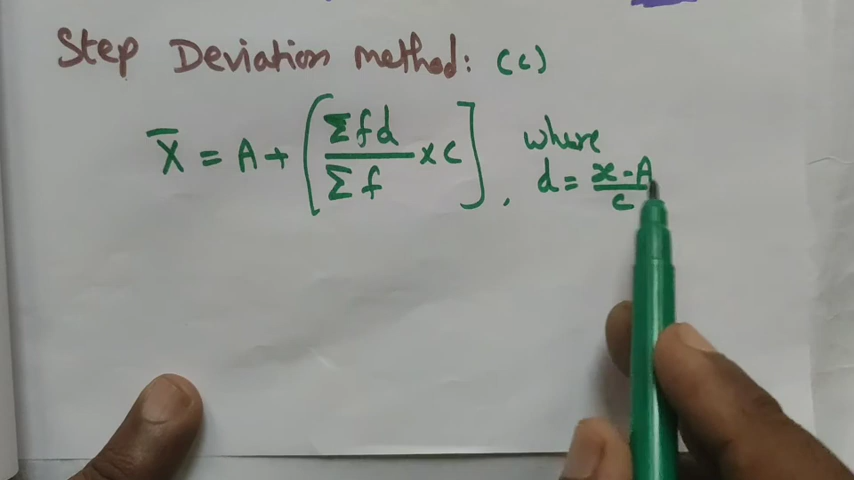 Step Deviation method: (c)
X̄ = A + [Σfd / Σf × c], where
d = x - A / c